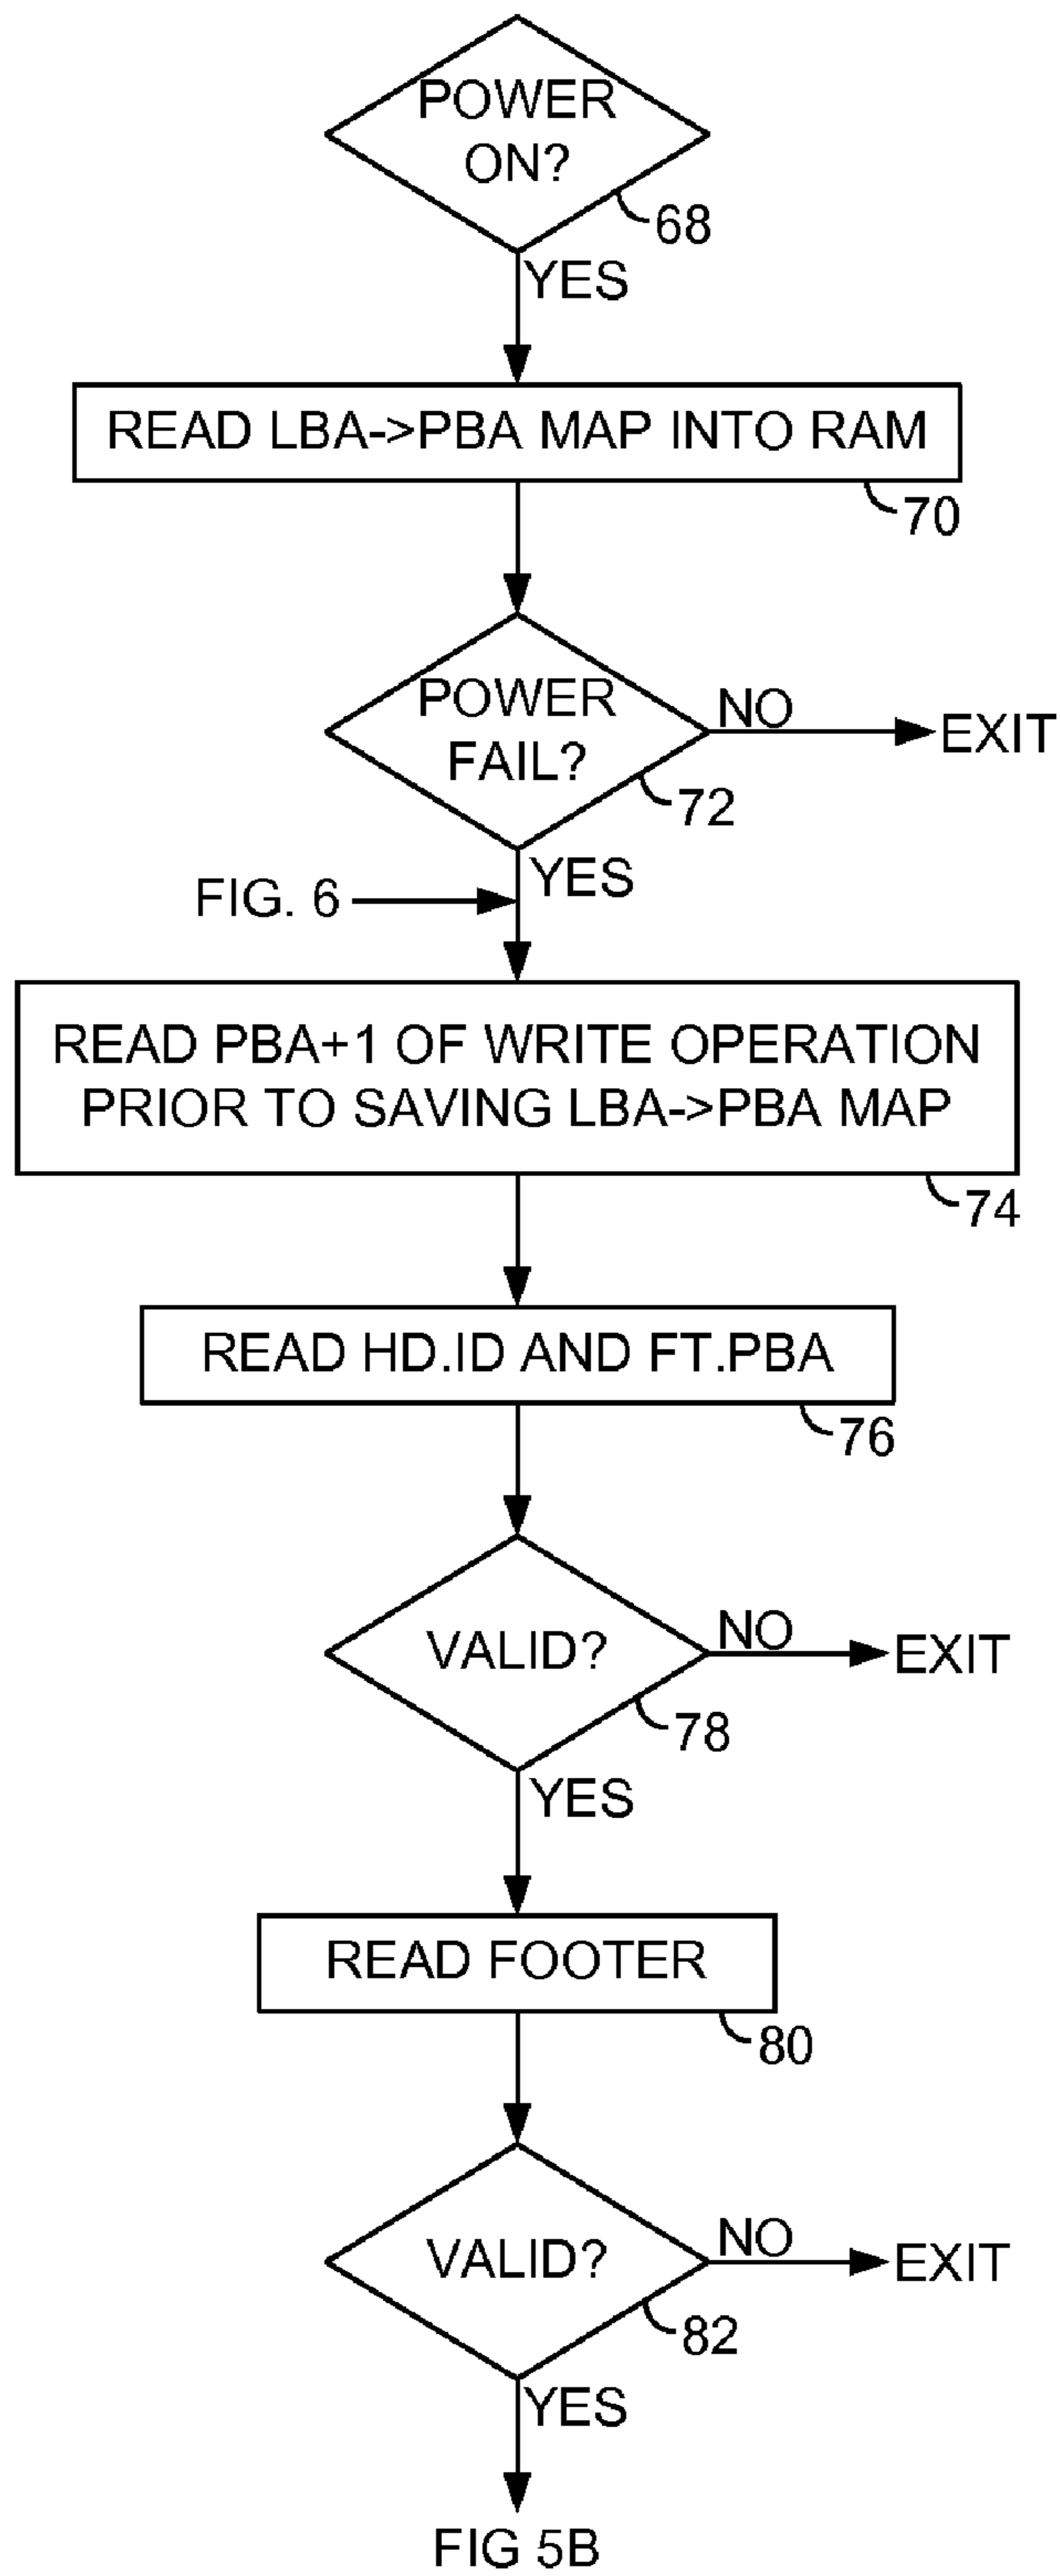 POWER
ON?
68
YES
READ LBA->PBA MAP INTO RAM
70
POWER
FAIL?
NO
EXIT
72
YES
FIG. 6
READ PBA+1 OF WRITE OPERATION
PRIOR TO SAVING LBA->PBA MAP
74
READ HD.ID AND FT.PBA
76
VALID?
NO
EXIT
78
YES
READ FOOTER
80
VALID?
NO
EXIT
82
YES
FIG 5B